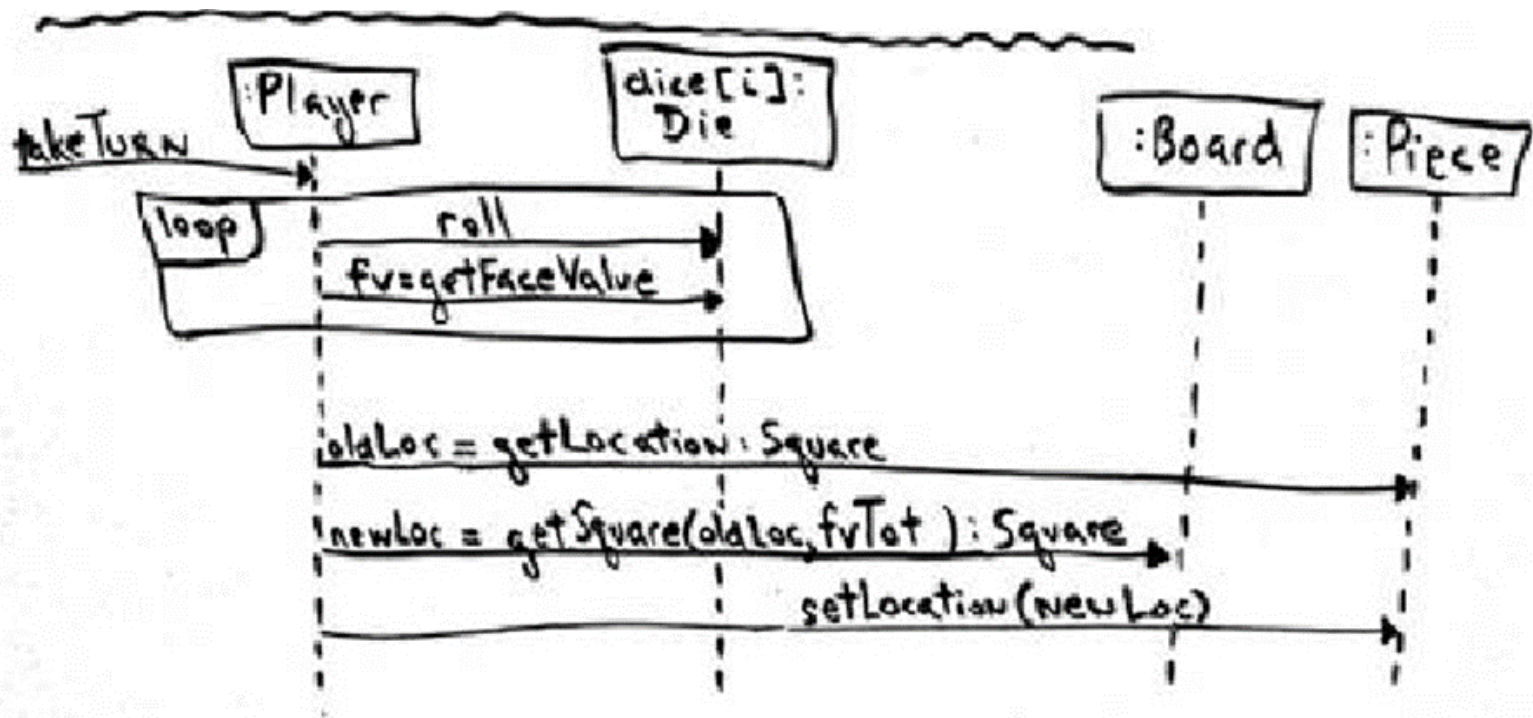 :Player
dice[i]:
Die
:Board
:Piece
takeTURN
loop
roll
fv=getFaceValue
oldLoc = getLocation: Square
newLoc = getSquare(oldLoc, fvTot ): Square
setLocation(newLoc)